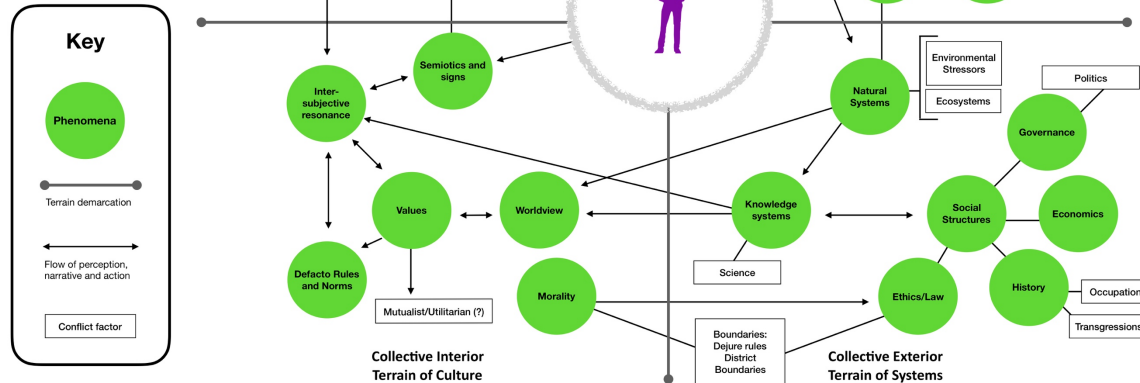 Key
Phenomena
Terrain demarcation
Flow of perception,
narrative and action
Conflict factor
Semiotics and
signs
Inter-
subjective
resonance
Values
Worldview
Defacto Rules
and Norms
Morality
Mutualist/Utilitarian (?)
Collective Interior
Terrain of Culture
Natural
Systems
Environmental
Stressors
Ecosystems
Politics
Governance
Knowledge
systems
Social
Structures
Economics
Science
Ethics/Law
History
Occupation
Transgressions
Boundaries:
Dejure rules
District
Boundaries
Collective Exterior
Terrain of Systems